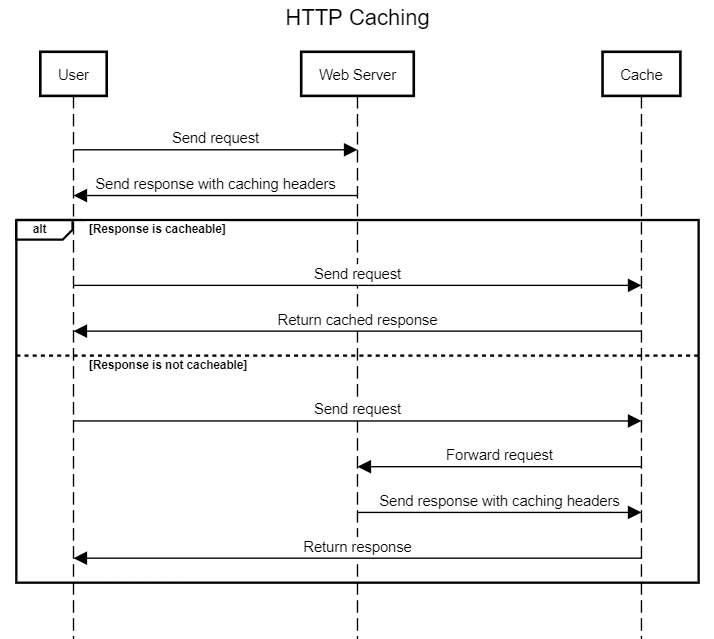 HTTP Caching
User
Web Server
Cache
Send request
Send response with caching headers
alt
[Response is cacheable]
Send request
Return cached response
[Response is not cacheable]
Send request
Forward request
Send response with caching headers
Return response